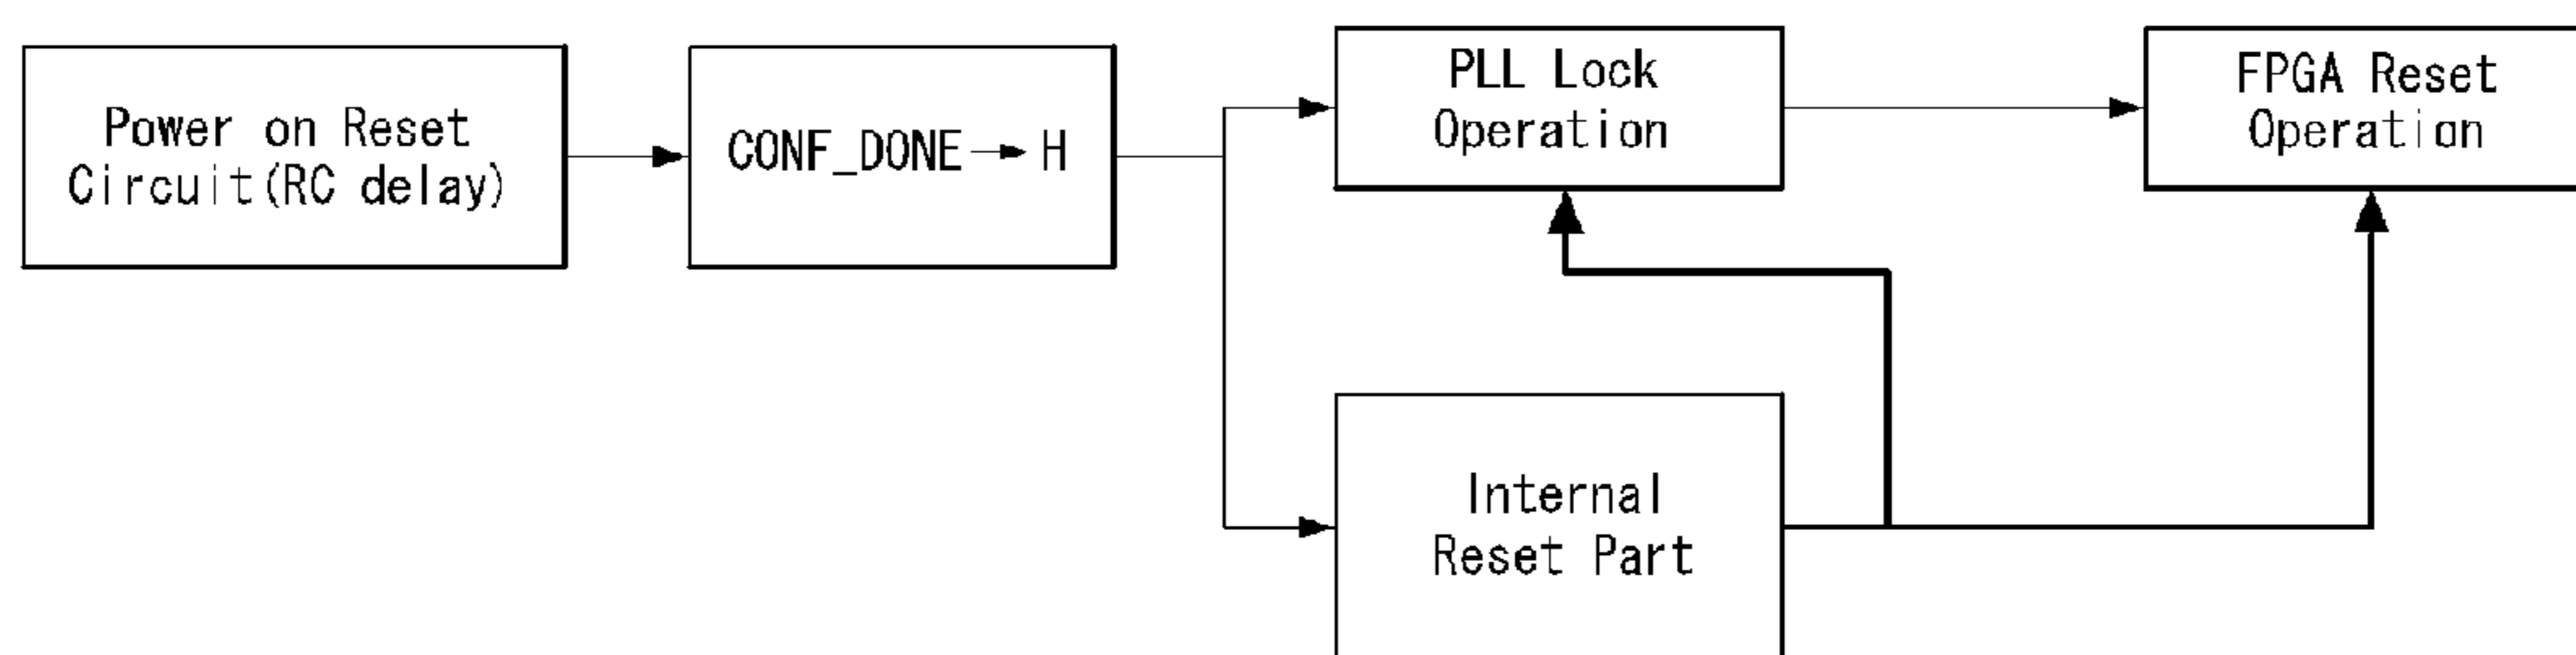 Power on Reset
Circuit(RC delay)
CONF_DONE→H
PLL Lock
Operation
FPGA Reset
Operation
Internal
Reset Part